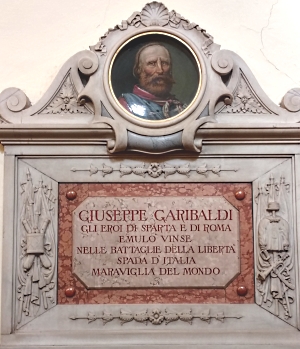 GIUSEPPE GARIBALDI
GLI EROI DI SPARTA E DI ROMA
EMULO VINSE
NELLE BATTAGLIE DELLA LIBERTÀ
SPADA D'ITALIA
MARAVIGLIA DEL MONDO